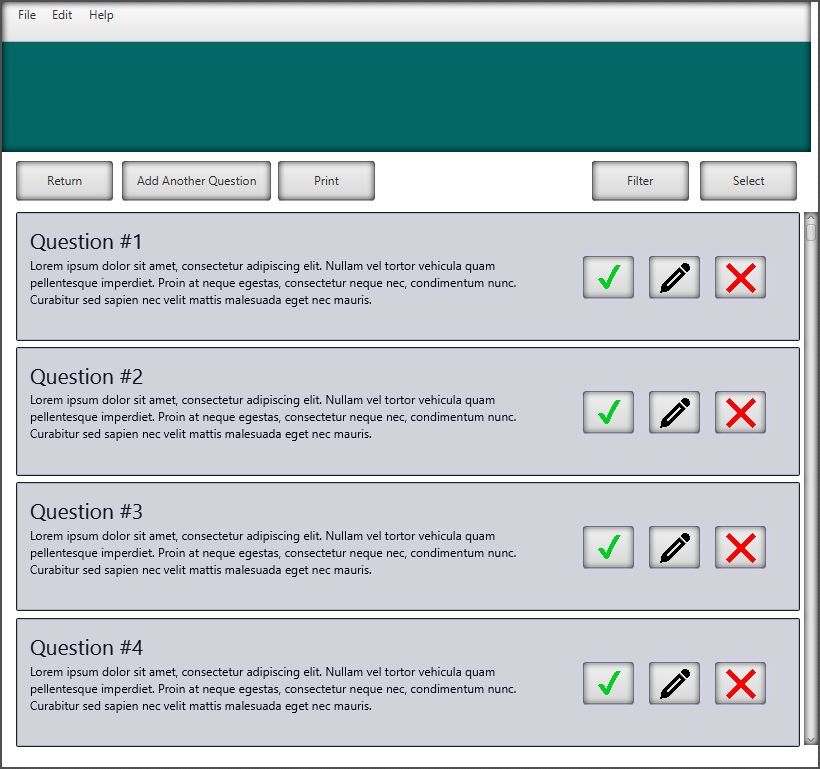 File Edit Help
Return Add Another Question Print Filter Select
Question #1
Lorem ipsum dolor sit amet, consectetur adipiscing elit. Nullam vel tortor vehicula quam
pellentesque imperdiet. Proin at neque egestas, consectetur neque nec, condimentum nunc.
Curabitur sed sapien nec velit mattis malesuada eget nec mauris.
Question #2
Lorem ipsum dolor sit amet, consectetur adipiscing elit. Nullam vel tortor vehicula quam
pellentesque imperdiet. Proin at neque egestas, consectetur neque nec, condimentum nunc.
Curabitur sed sapien nec velit mattis malesuada eget nec mauris.
Question #3
Lorem ipsum dolor sit amet, consectetur adipiscing elit. Nullam vel tortor vehicula quam
pellentesque imperdiet. Proin at neque egestas, consectetur neque nec, condimentum nunc.
Curabitur sed sapien nec velit mattis malesuada eget nec mauris.
Question #4
Lorem ipsum dolor sit amet, consectetur adipiscing elit. Nullam vel tortor vehicula quam
pellentesque imperdiet. Proin at neque egestas, consectetur neque nec, condimentum nunc.
Curabitur sed sapien nec velit mattis malesuada eget nec mauris.